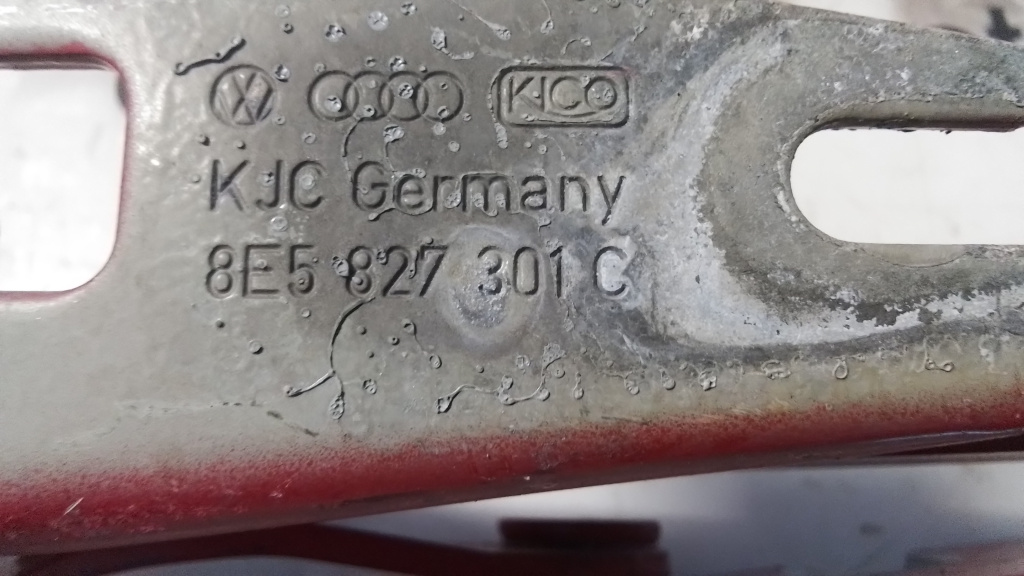 KICO
KJC Germany
8E5 827 301 C